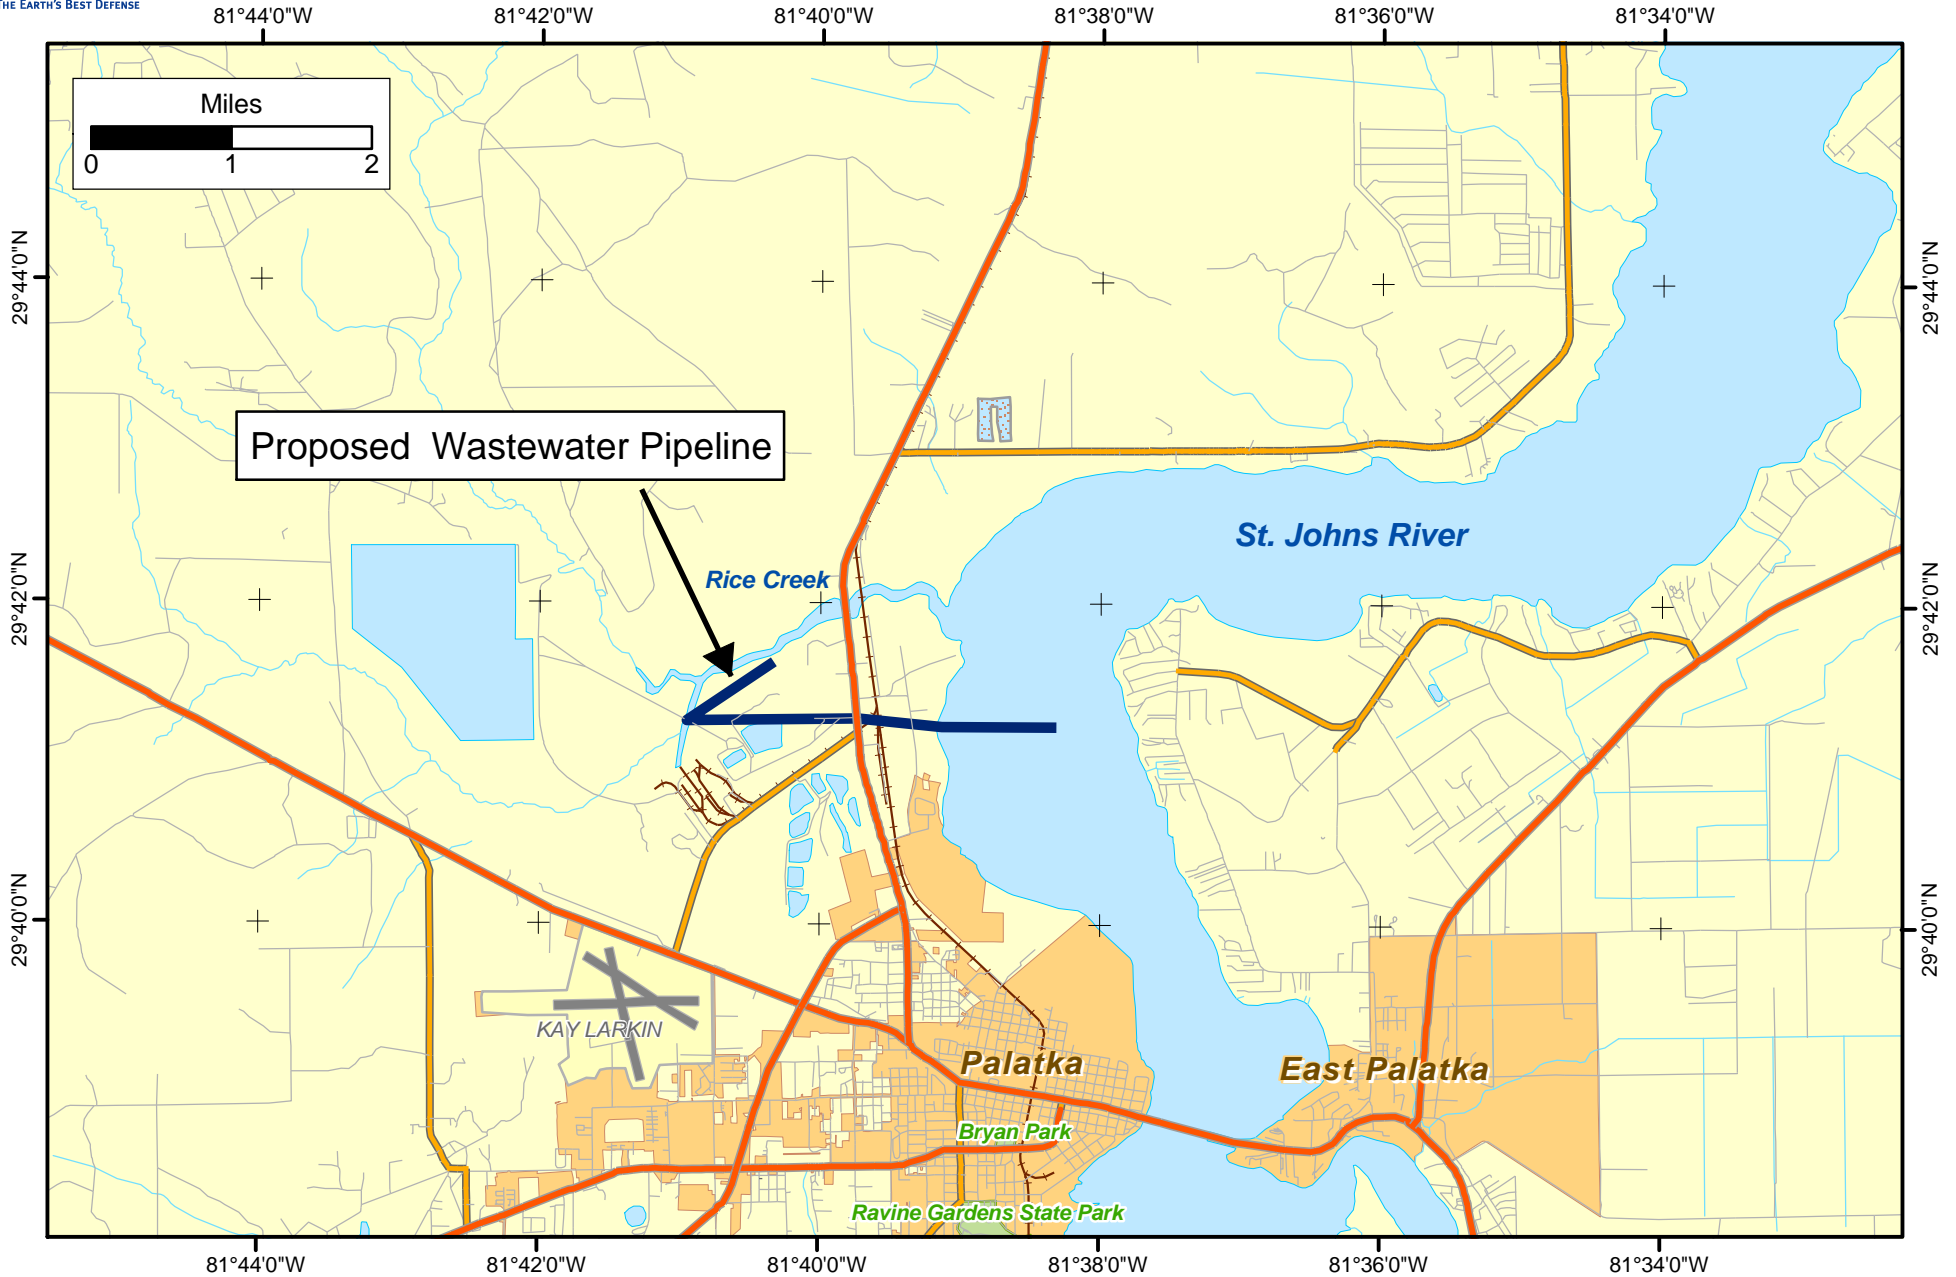 THE EARTH'S BEST DEFENSE
81°44'0"W 81°42'0"W 81°40'0"W 81°38'0"W 81°36'0"W 81°34'0"W
Miles
0 1 2
29°44'0"N
29°44'0"N
Proposed Wastewater Pipeline
St. Johns River
Rice Creek
29°42'0"N
29°42'0"N
29°40'0"N
29°40'0"N
KAY LARKIN
Palatka
East Palatka
Bryan Park
Ravine Gardens State Park
81°44'0"W 81°42'0"W 81°40'0"W 81°38'0"W 81°36'0"W 81°34'0"W